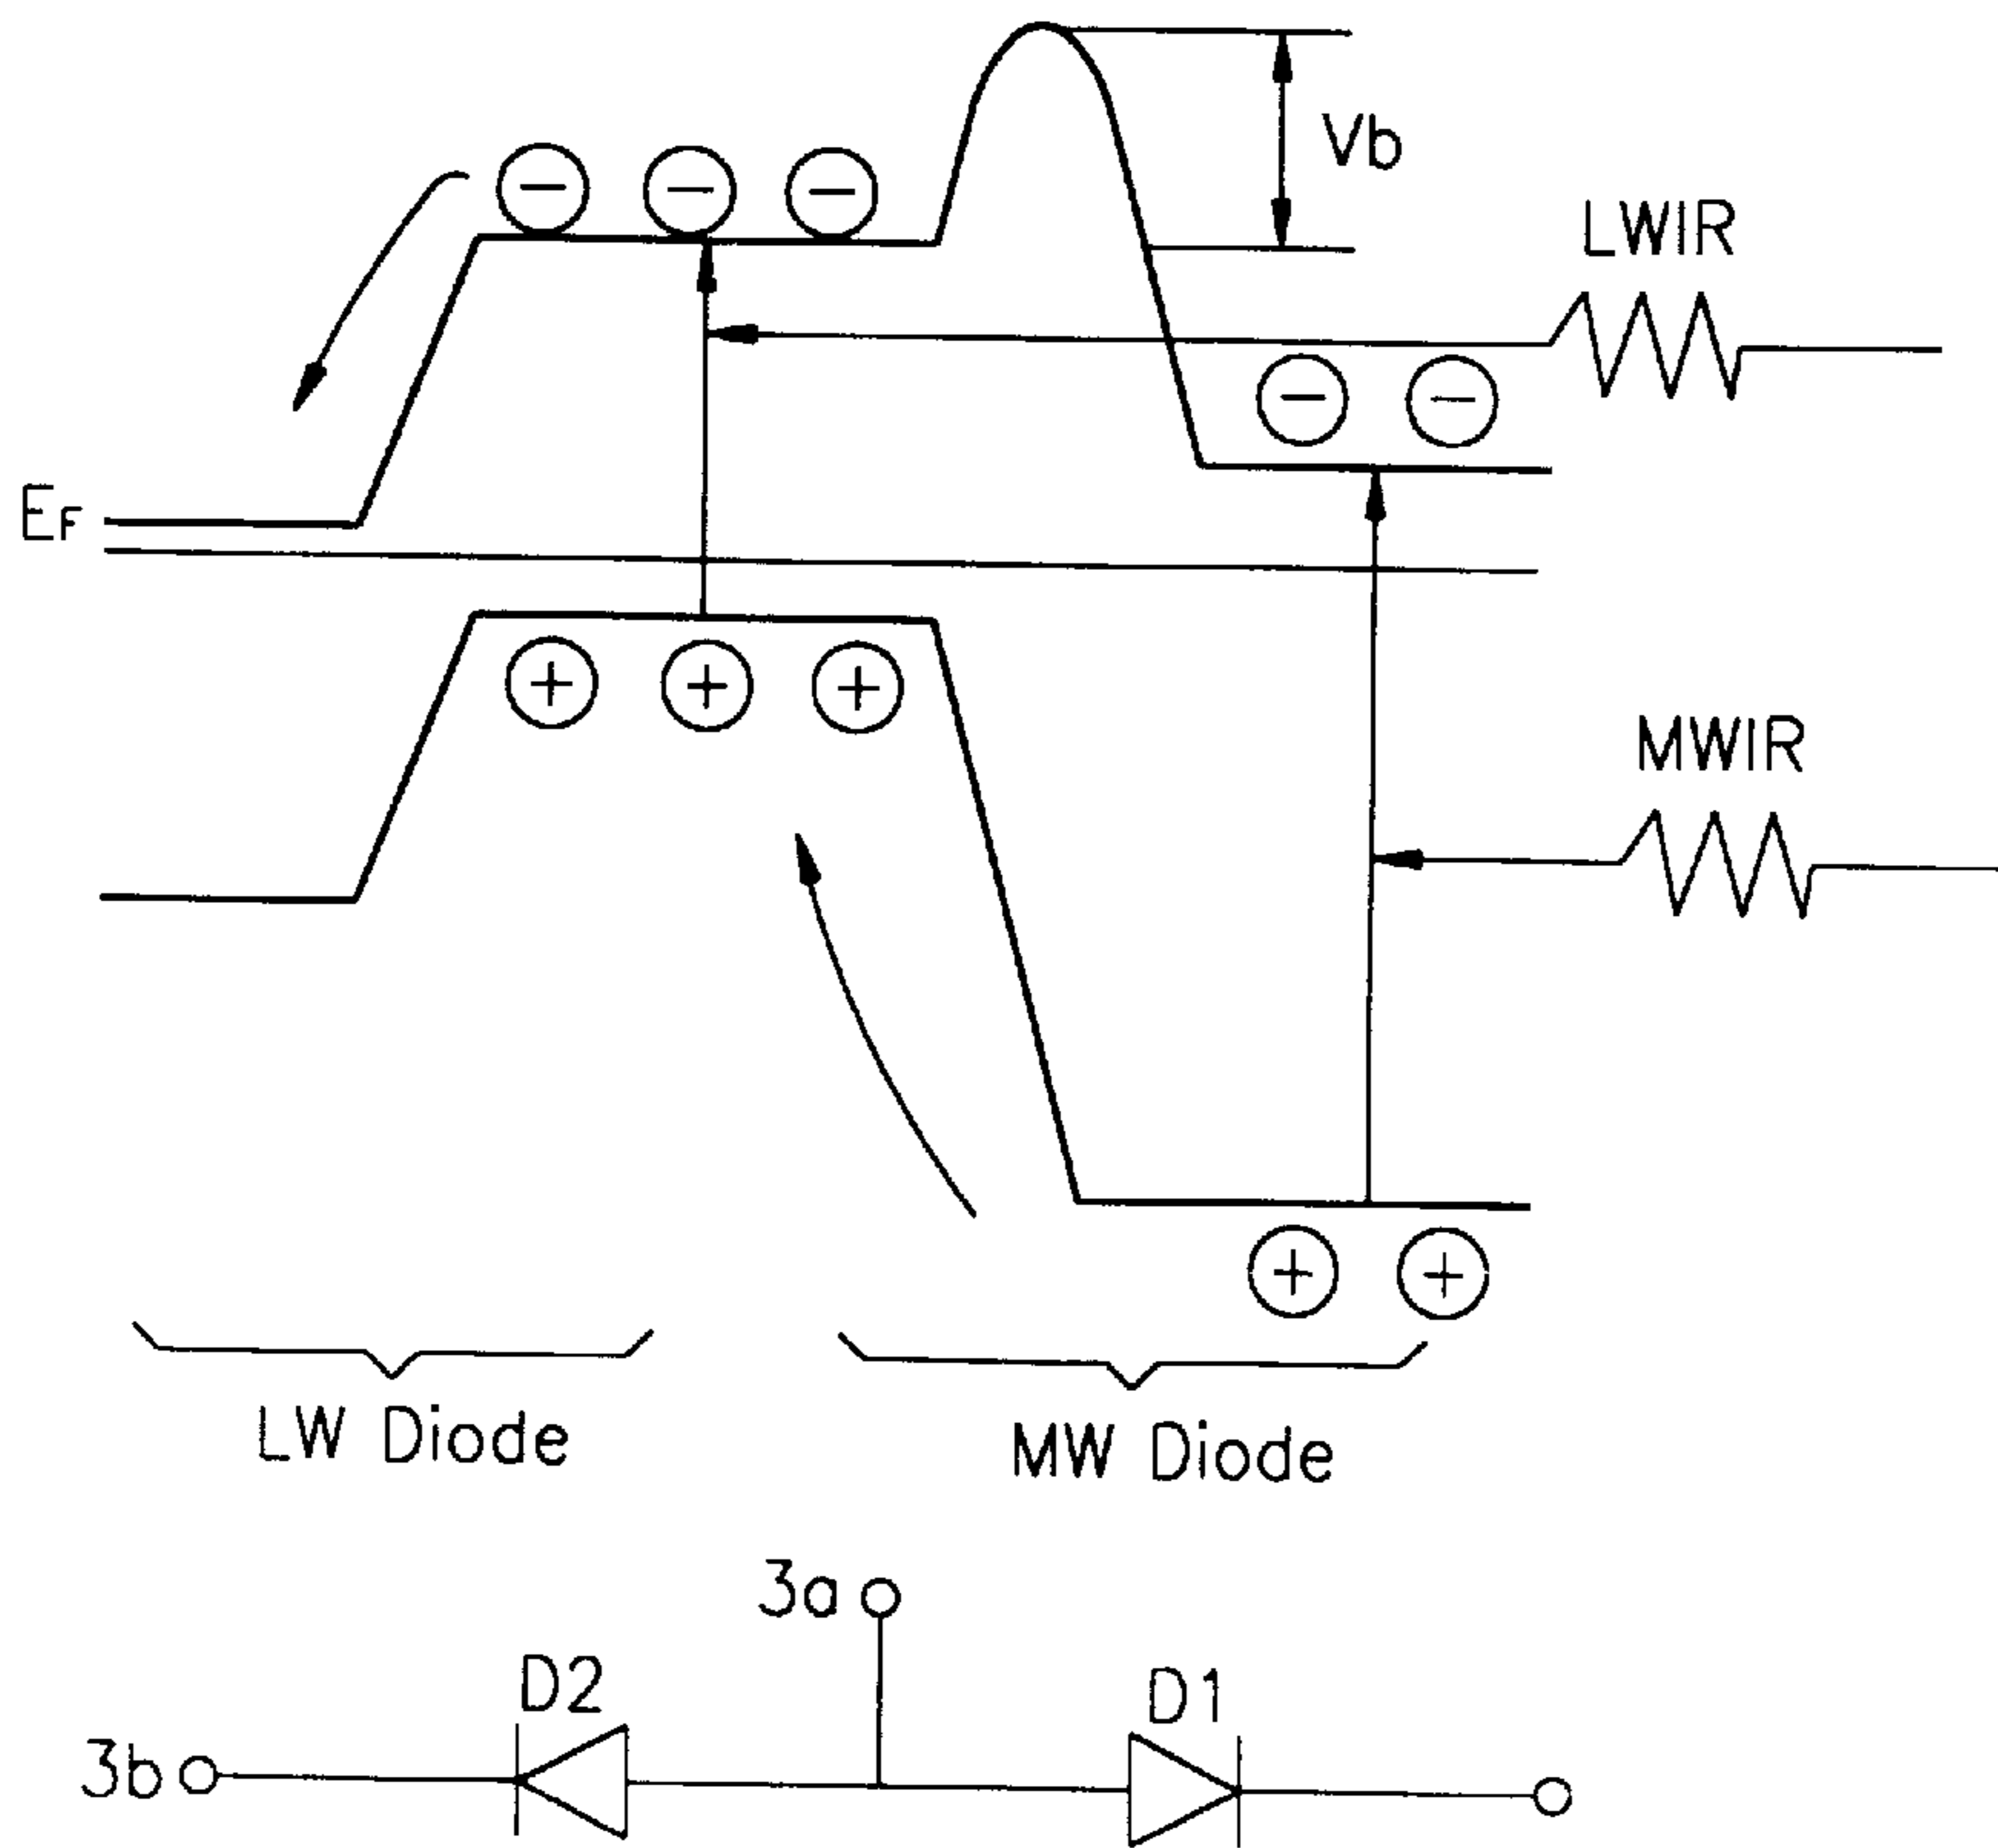 Vb
LWIR
EF
MWIR
LW Diode
MW Diode
3a
D2
D1
3b